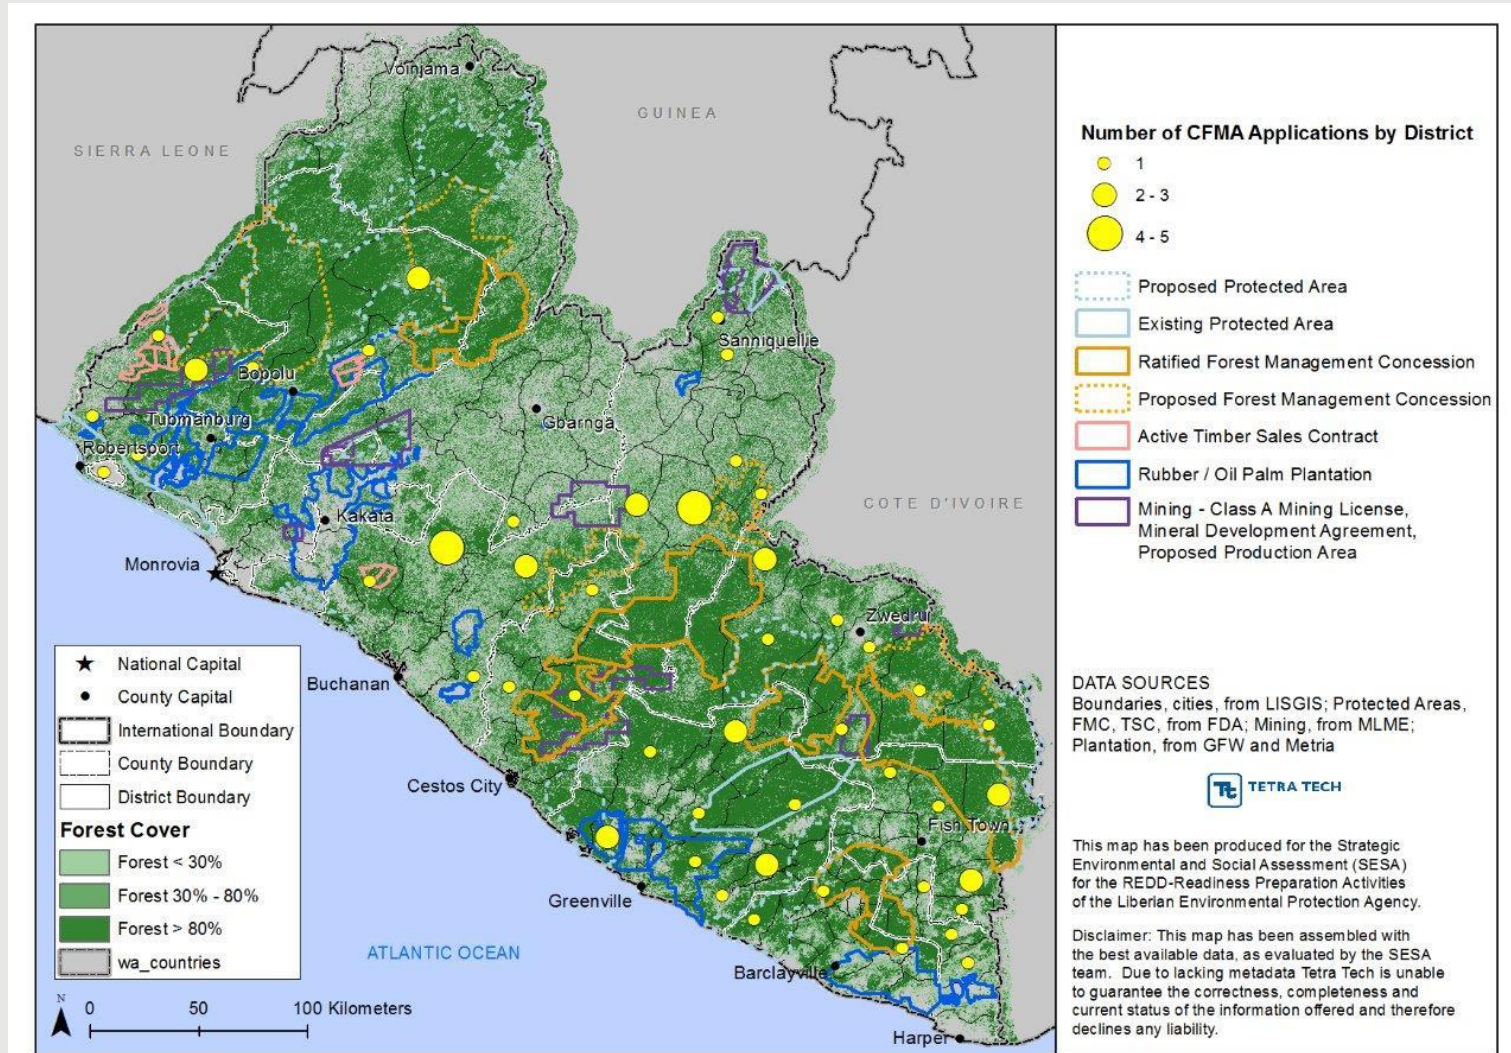 Voinjama
GUINEA
SIERRA LEONE
Sanniquellie
Bopolu
Tubmanburg
Gbarnga
Robertsport
COTE D'IVOIRE
Kakata
Monrovia
Zwedru
Buchanan
Cestos City
Fish Town
Greenville
ATLANTIC OCEAN
Barclayville
Harper
National Capital
County Capital
International Boundary
County Boundary
District Boundary
Forest Cover
Forest < 30%
Forest 30% - 80%
Forest > 80%
wa_countries
N
0 50 100 Kilometers
Number of CFMA Applications by District
1
2 - 3
4 - 5
Proposed Protected Area
Existing Protected Area
Ratified Forest Management Concession
Proposed Forest Management Concession
Active Timber Sales Contract
Rubber / Oil Palm Plantation
Mining - Class A Mining License,
Mineral Development Agreement,
Proposed Production Area
DATA SOURCES
Boundaries, cities, from LISGIS; Protected Areas,
FMC, TSC, from FDA; Mining, from MLME;
Plantation, from GFW and Metria
Tt TETRA TECH
This map has been produced for the Strategic
Environmental and Social Assessment (SESA)
for the REDD-Readiness Preparation Activities
of the Liberian Environmental Protection Agency.
Disclaimer: This map has been assembled with
the best available data, as evaluated by the SESA
team. Due to lacking metadata Tetra Tech is unable
to guarantee the correctness, completeness and
current status of the information offered and therefore
declines any liability.